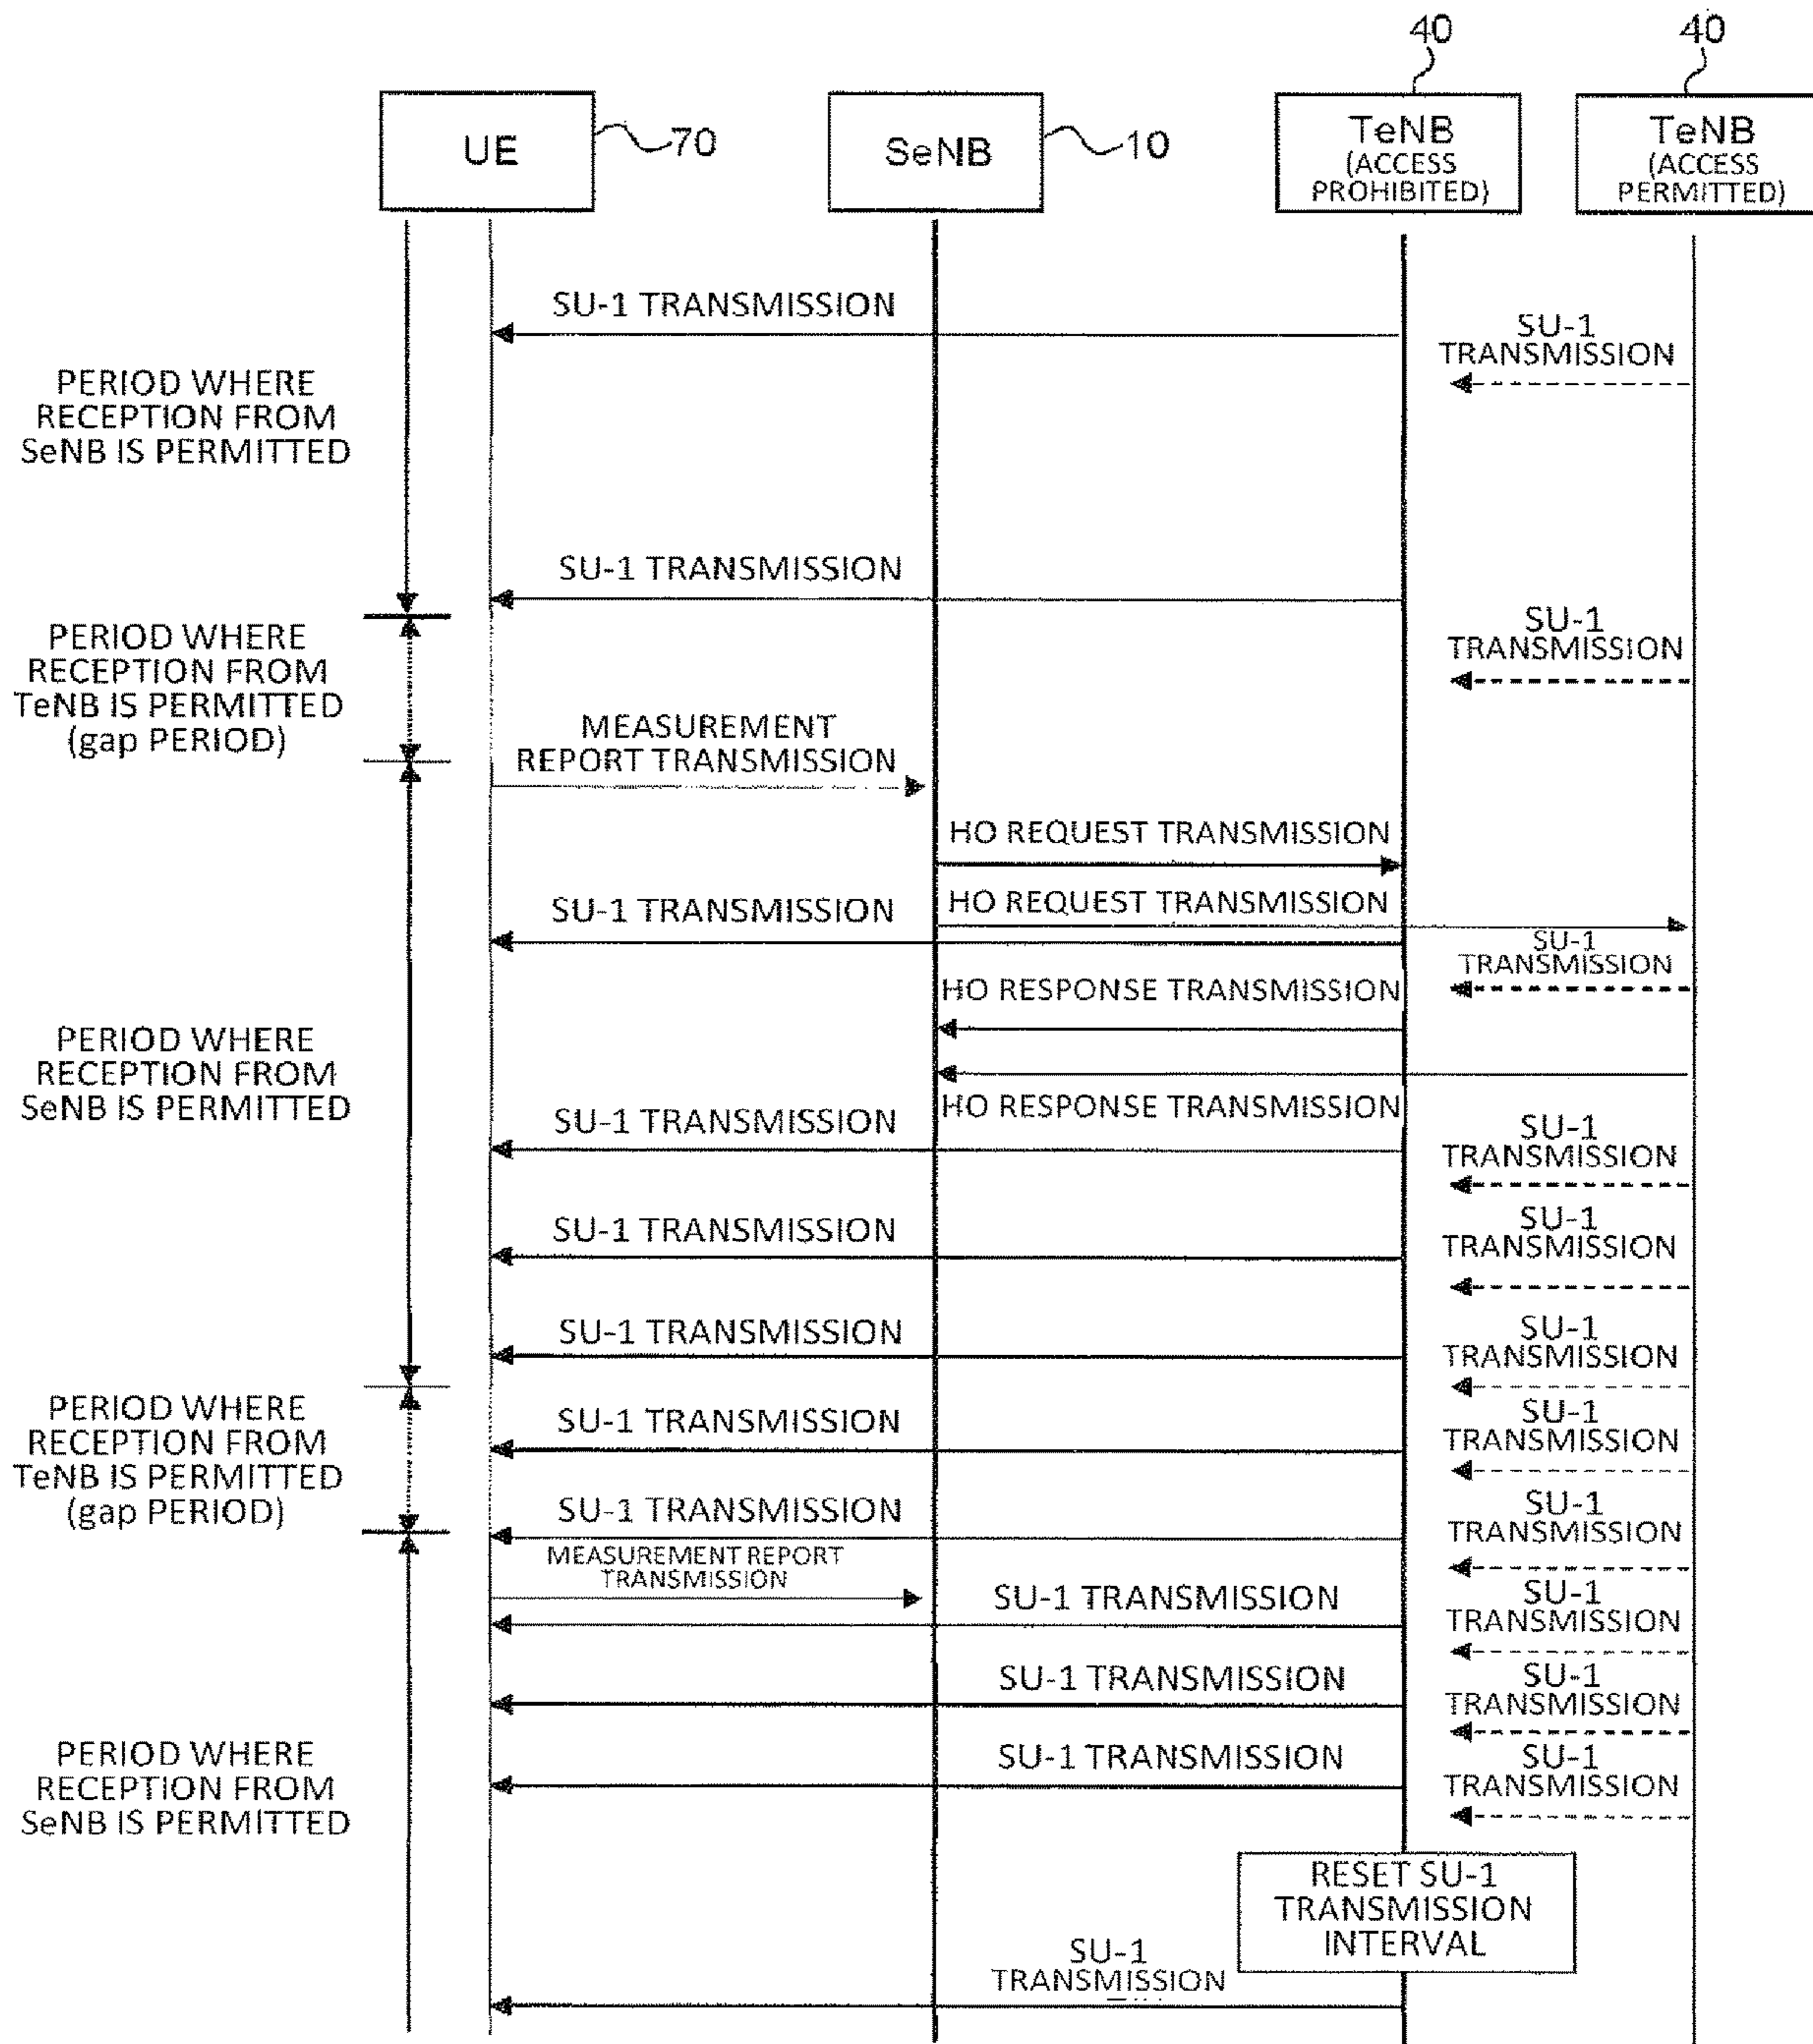 40
40
UE
70
SeNB
10
TeNB
(ACCESS
PROHIBITED)
TeNB
(ACCESS
PERMITTED)
SU-1 TRANSMISSION
SU-1
TRANSMISSION
PERIOD WHERE
RECEPTION FROM
SeNB IS PERMITTED
SU-1 TRANSMISSION
SU-1
TRANSMISSION
PERIOD WHERE
RECEPTION FROM
TeNB IS PERMITTED
(gap PERIOD)
MEASUREMENT
REPORT TRANSMISSION
HO REQUEST TRANSMISSION
HO REQUEST TRANSMISSION
SU-1 TRANSMISSION
SU-1
TRANSMISSION
HO RESPONSE TRANSMISSION
PERIOD WHERE
RECEPTION FROM
SeNB IS PERMITTED
HO RESPONSE TRANSMISSION
SU-1 TRANSMISSION
SU-1
TRANSMISSION
SU-1 TRANSMISSION
SU-1
TRANSMISSION
SU-1 TRANSMISSION
SU-1
TRANSMISSION
PERIOD WHERE
RECEPTION FROM
TeNB IS PERMITTED
(gap PERIOD)
SU-1 TRANSMISSION
SU-1
TRANSMISSION
SU-1 TRANSMISSION
SU-1
TRANSMISSION
MEASUREMENT REPORT
TRANSMISSION
SU-1 TRANSMISSION
SU-1
TRANSMISSION
SU-1 TRANSMISSION
SU-1
TRANSMISSION
SU-1 TRANSMISSION
SU-1
TRANSMISSION
PERIOD WHERE
RECEPTION FROM
SeNB IS PERMITTED
RESET SU-1
TRANSMISSION
INTERVAL
SU-1
TRANSMISSION